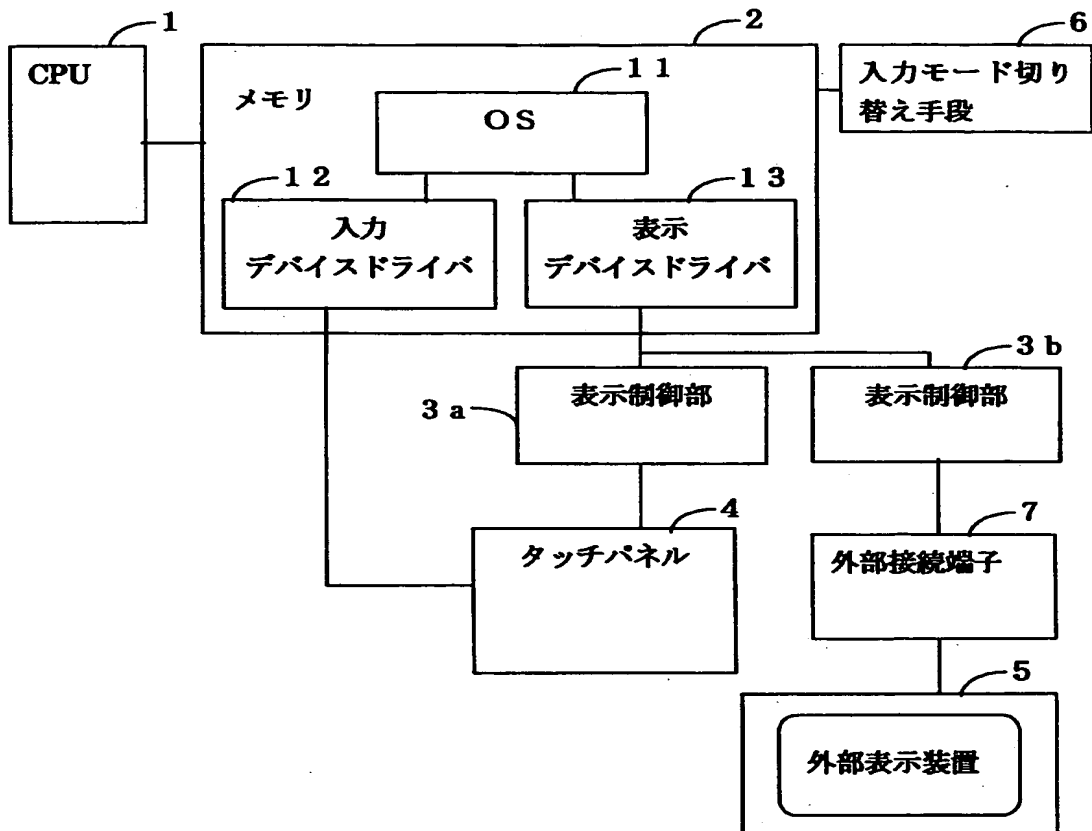 1
2
6
CPU
メモリ
11
OS
入力モード切り
替え手段
12
13
入力
デバイスドライバ
表示
デバイスドライバ
3b
3a
表示制御部
表示制御部
4
7
タッチパネル
外部接続端子
5
外部表示装置